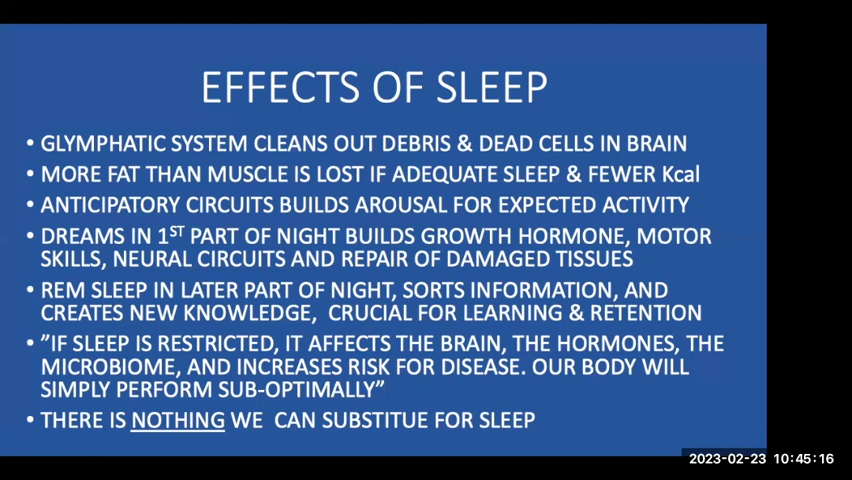 EFFECTS OF SLEEP
• GLYMPHATIC SYSTEM CLEANS OUT DEBRIS & DEAD CELLS IN BRAIN
• MORE FAT THAN MUSCLE IS LOST IF ADEQUATE SLEEP & FEWER Kcal
• ANTICIPATORY CIRCUITS BUILDS AROUSAL FOR EXPECTED ACTIVITY
• DREAMS IN 1ST PART OF NIGHT BUILDS GROWTH HORMONE, MOTOR
SKILLS, NEURAL CIRCUITS AND REPAIR OF DAMAGED TISSUES
• REM SLEEP IN LATER PART OF NIGHT, SORTS INFORMATION, AND
CREATES NEW KNOWLEDGE, CRUCIAL FOR LEARNING & RETENTION
• ”IF SLEEP IS RESTRICTED, IT AFFECTS THE BRAIN, THE HORMONES, THE
MICROBIOME, AND INCREASES RISK FOR DISEASE. OUR BODY WILL
SIMPLY PERFORM SUB-OPTIMALLY”
• THERE IS NOTHING WE CAN SUBSTITUE FOR SLEEP
2023-02-23 10:45:16